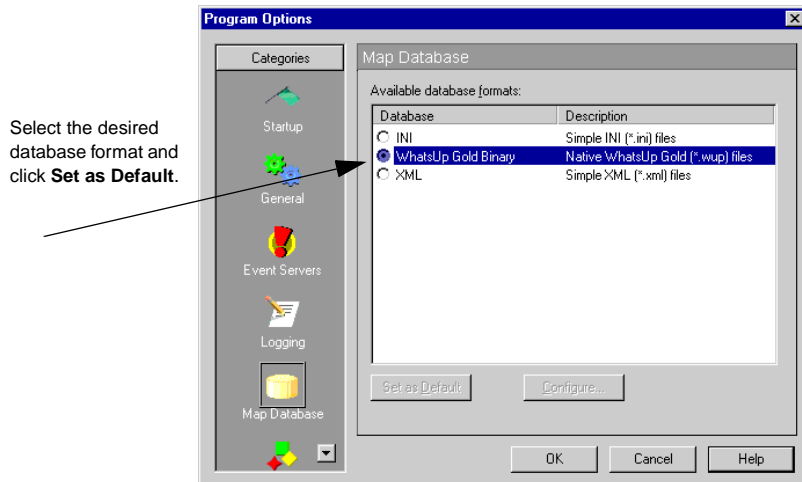 Program Options
Categories
Startup
General
Event Servers
Logging
Map Database
Select the desired
database format and
click Set as Default.
Map Database
Available database formats:
Database Description
INI Simple INI (*.ini) files
WhatsUp Gold Binary Native WhatsUp Gold (*.wup) files
XML Simple XML (*.xml) files
Set as Default Configure...
OK Cancel Help